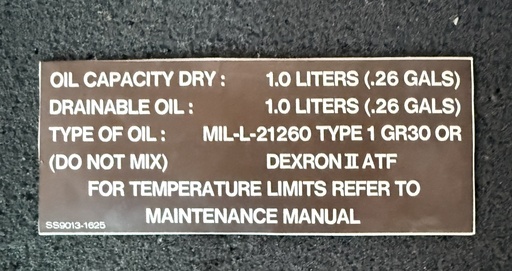 OIL CAPACITY DRY: 1.0 LITERS (.26 GALS)
DRAINABLE OIL: 1.0 LITERS (.26 GALS)
TYPE OF OIL: MIL-L-21260 TYPE 1 GR30 OR
(DO NOT MIX) DEXRON II ATF
FOR TEMPERATURE LIMITS REFER TO
MAINTENANCE MANUAL
SS9013-1625